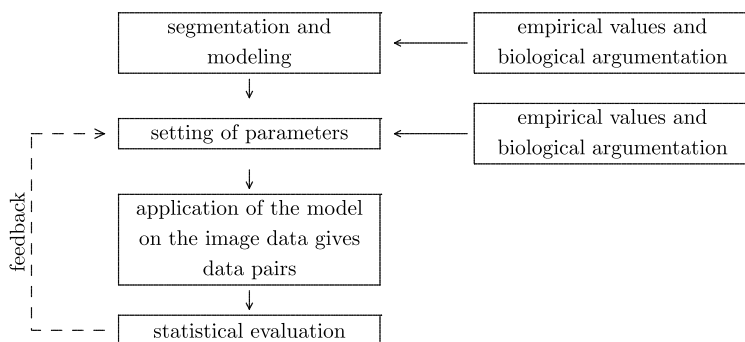 segmentation and
modeling
empirical values and
biological argumentation
setting of parameters
empirical values and
biological argumentation
application of the model
on the image data gives
data pairs
feedback
statistical evaluation